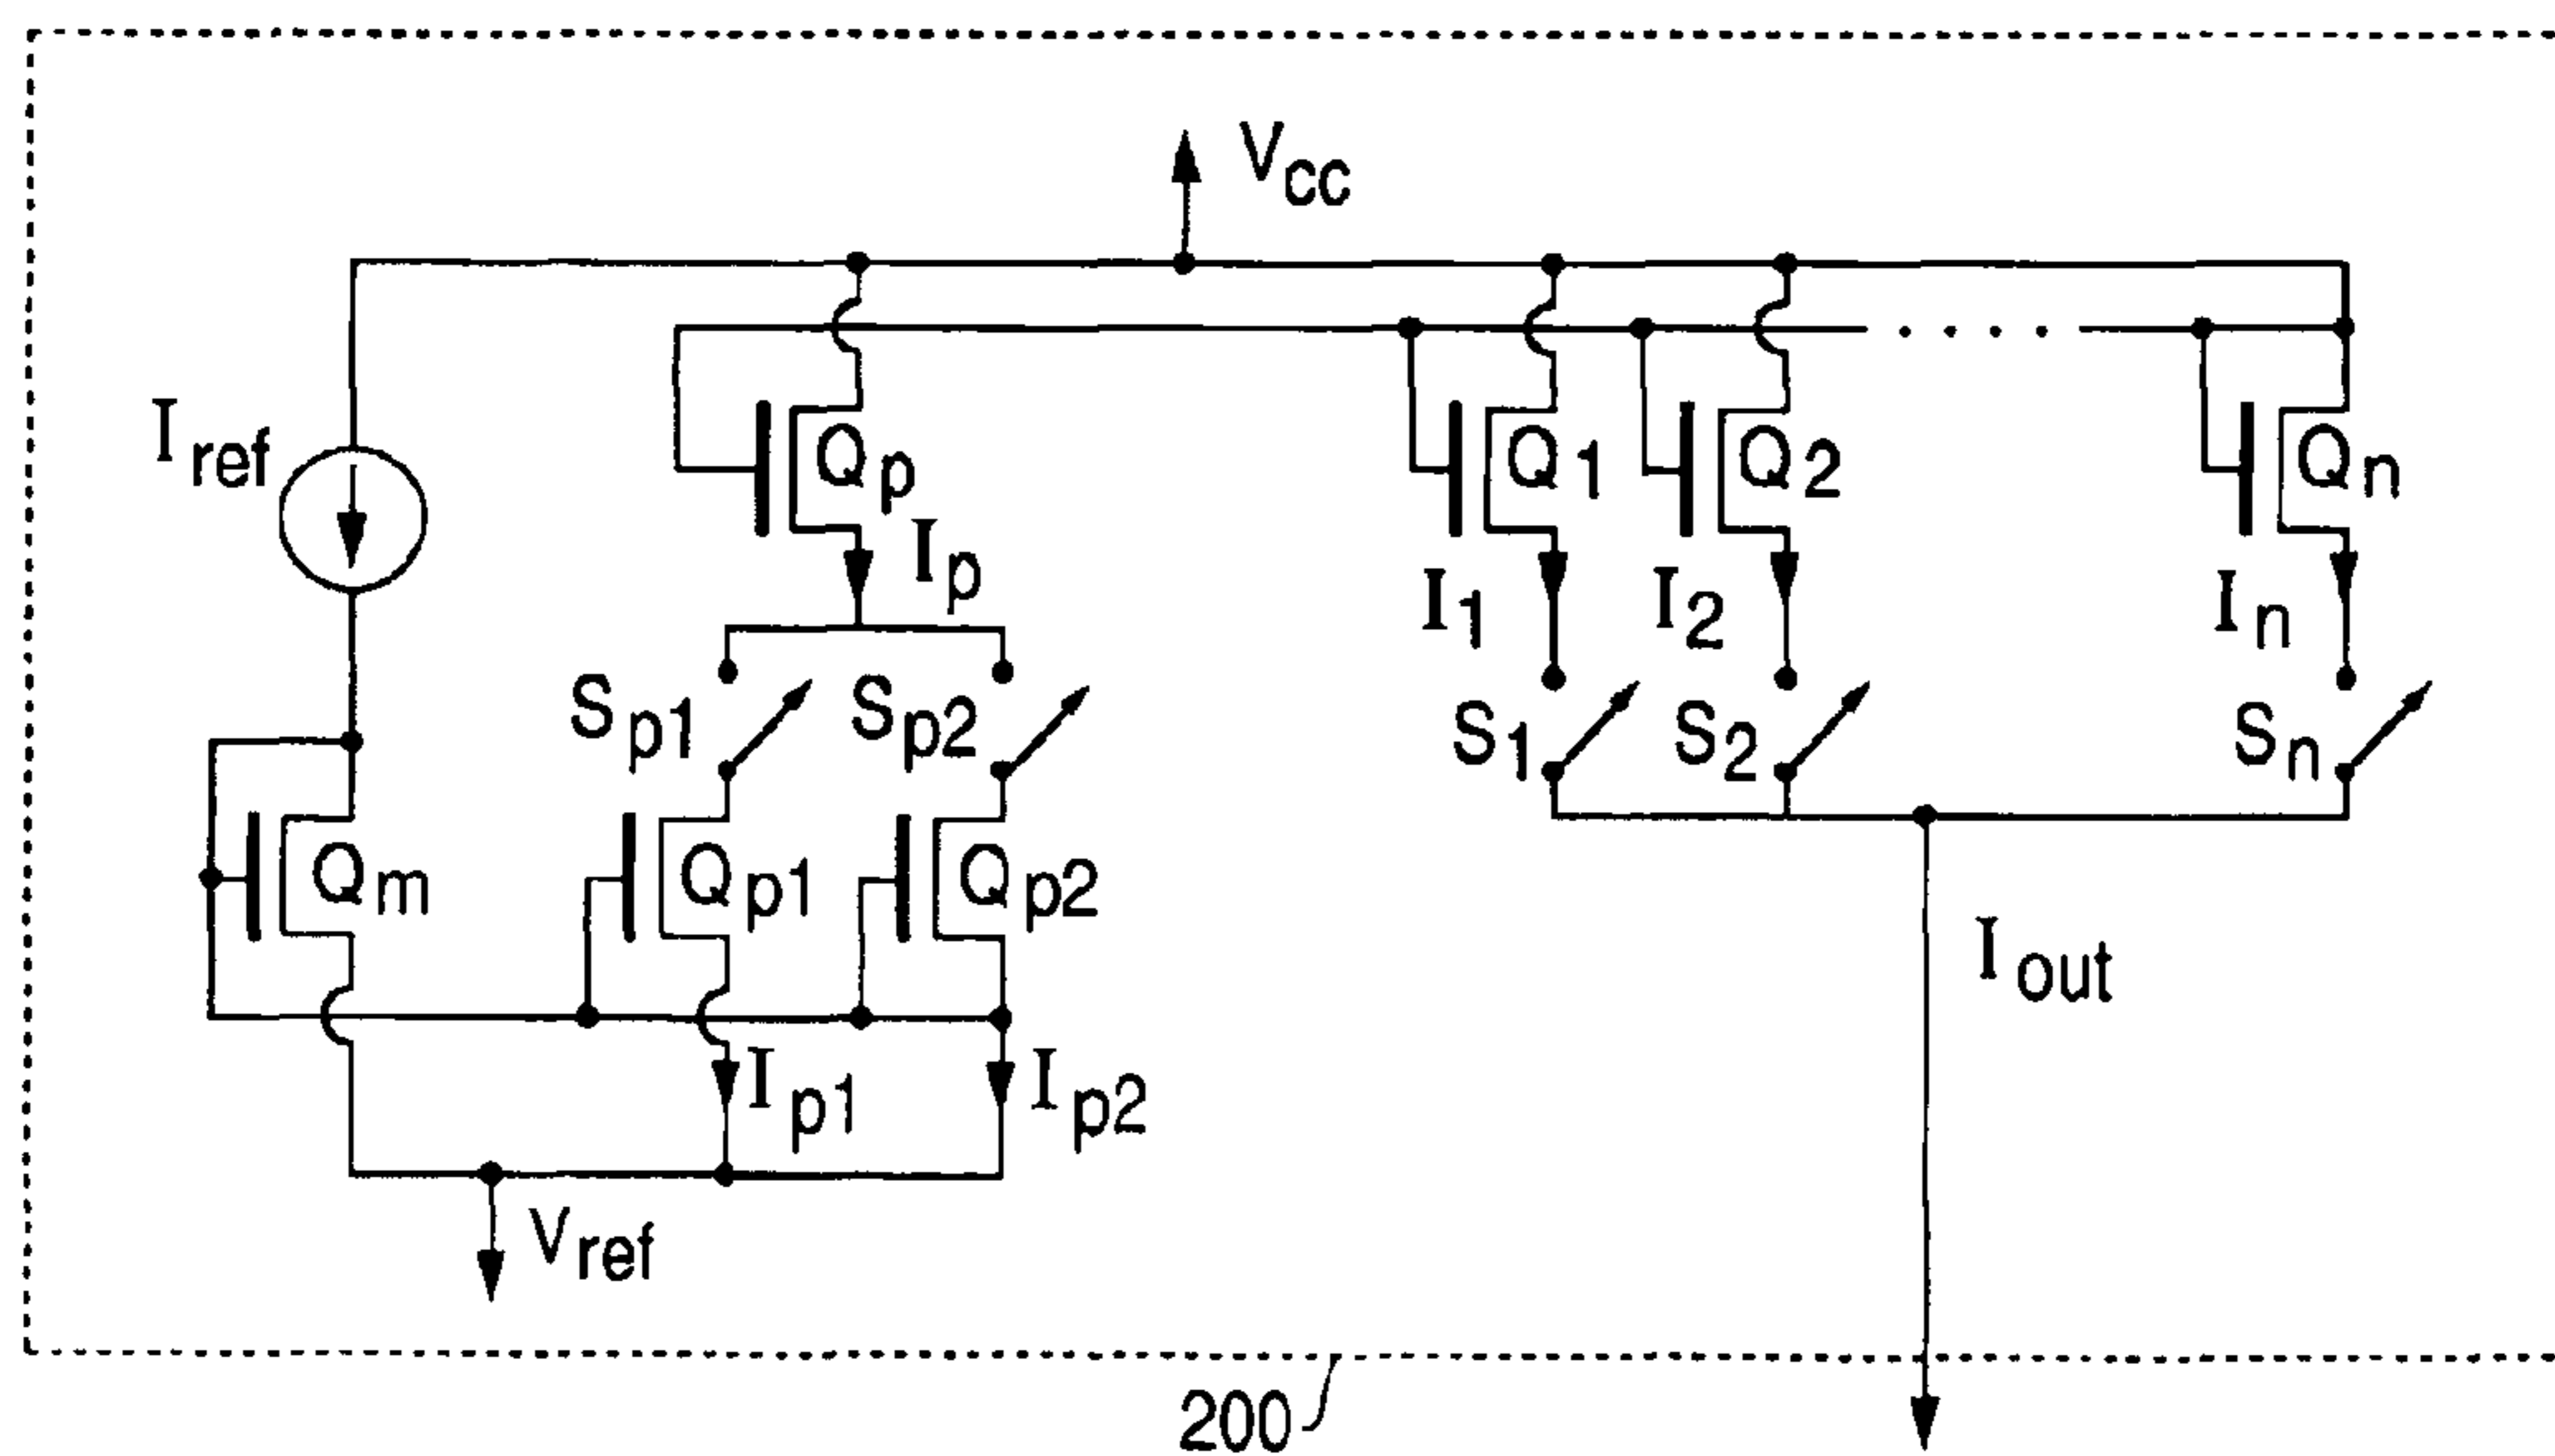 Vcc
Iref
Qp
Q1
Q2
Qn
Ip
I1
I2
In
Sp1
Sp2
S1
S2
Sn
Qm
Qp1
Qp2
Iout
Ip1
Ip2
Vref
200